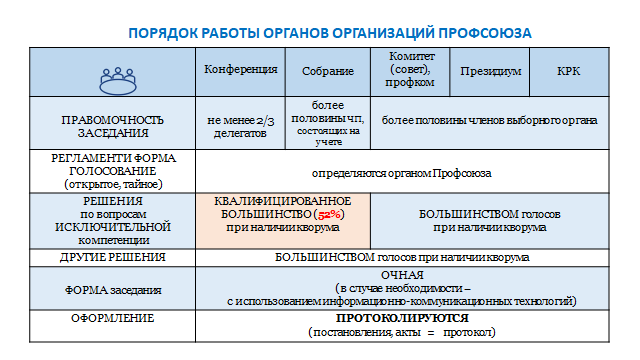 ПОРЯДОК РАБОТЫ ОРГАНОВ ОРГАНИЗАЦИЙ ПРОФСОЮЗА
Конференция
Собрание
Комитет
(совет),
профком
Президиум
КРК
ПРАВОМОЧНОСТЬ
ЗАСЕДАНИЯ
не менее 2/3
делегатов
более
половины чп,
состоящих на
учете
более половины членов выборного органа
РЕГЛАМЕНТИ ФОРМА
ГОЛОСОВАНИЕ
(открытое, тайное)
определяются органом Профсоюза
РЕШЕНИЯ
по вопросам
ИСКЛЮЧИТЕЛЬНОЙ
компетенции
КВАЛИФИЦИРОВАННОЕ
БОЛЬШИНСТВО (52%)
при наличии кворума
БОЛЬШИНСТВОМ голосов
при наличии кворума
ДРУГИЕ РЕШЕНИЯ
БОЛЬШИНСТВОМ голосов при наличии кворума
ФОРМА заседания
ОЧНАЯ
(в случае необходимости –
с использованием информационно-коммуникационных технологий)
ОФОРМЛЕНИЕ
ПРОТОКОЛИРУЮТСЯ
(постановления, акты = протокол)